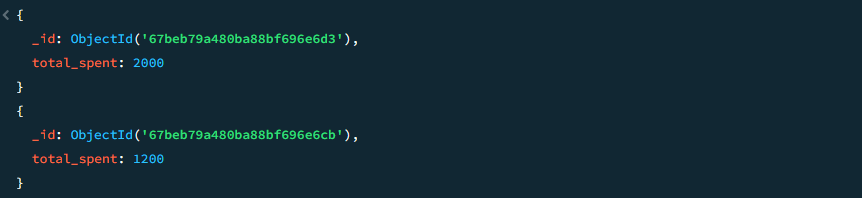 {
_id: ObjectId('67beb79a480ba88bf696e6d3'),
total_spent: 2000
}
{
_id: ObjectId('67beb79a480ba88bf696e6cb'),
total_spent: 1200
}